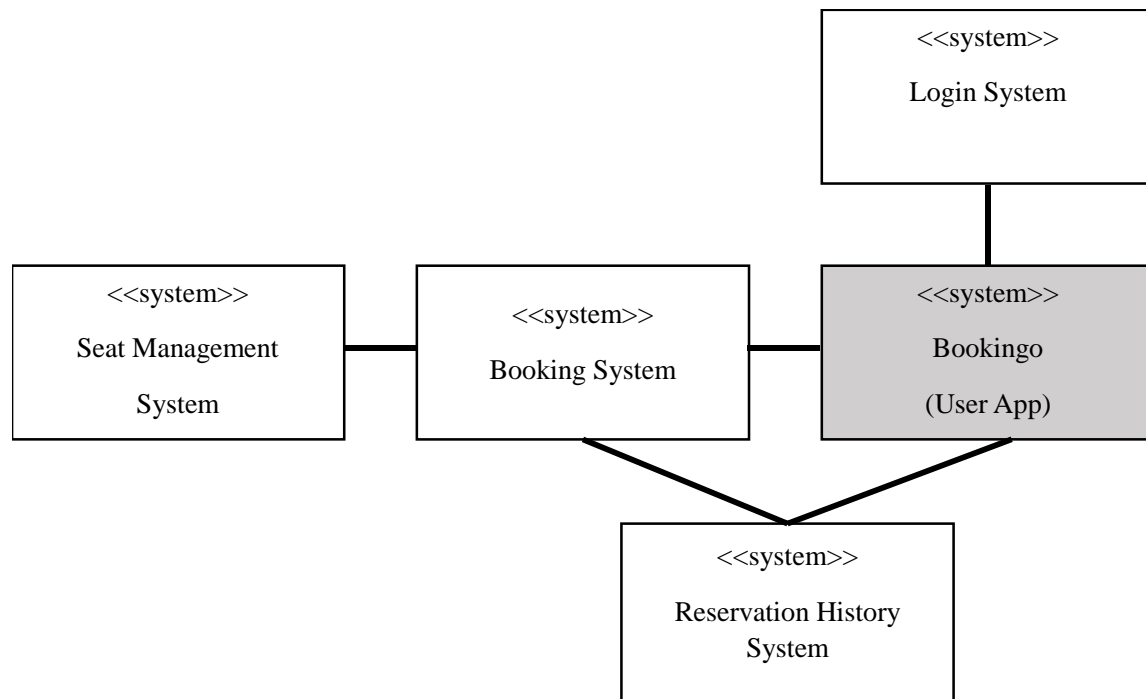 <<system>>
Login System
<<system>>
Seat Management
System
<<system>>
Booking System
<<system>>
Bookingo
(User App)
<<system>>
Reservation History
System